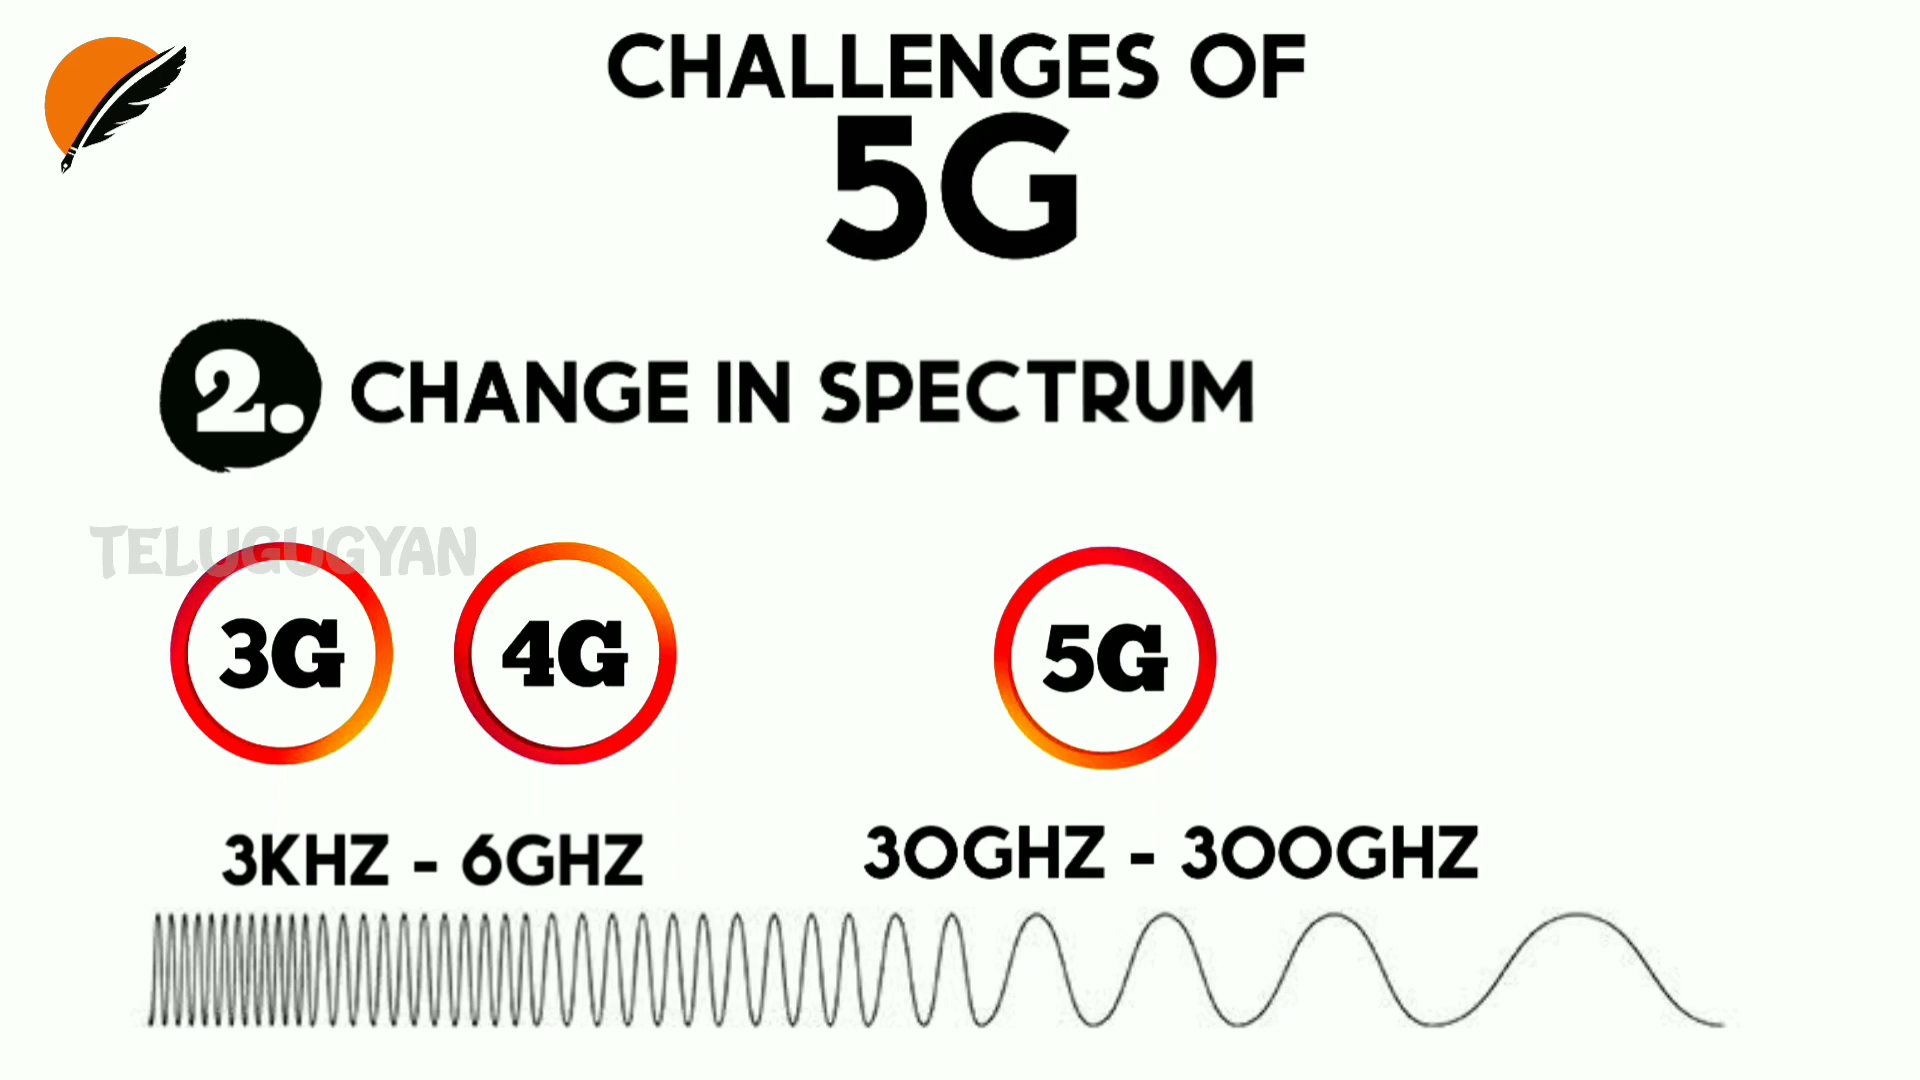 CHALLENGES OF
5G
2. CHANGE IN SPECTRUM
TELUGUGYAN
3G 4G 5G
3KHZ - 6GHZ 30GHZ - 300GHZ